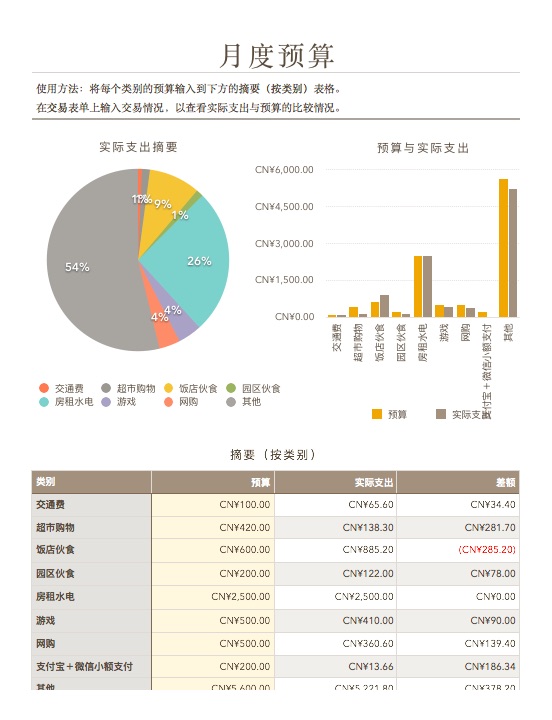 月度预算
使用方法：将每个类别的预算输入到下方的摘要（按类别）表格。
在交易表单上输入交易情况，以查看实际支出与预算的比较情况。
实际支出摘要
1%
1%
9%
1%
26%
4%
4%
54%
交通费 超市购物 饭店伙食 园区伙食
房租水电 游戏 网购 其他
预算与实际支出
CN¥6,000.00
CN¥4,500.00
CN¥3,000.00
CN¥1,500.00
CN¥0.00
交通费
超市购物
饭店伙食
园区伙食
房租水电
游戏
网购
支付宝＋微信小额支付
其他
预算 实际支出
摘要（按类别）
类别 预算 实际支出 差额
交通费 CN¥100.00 CN¥65.60 CN¥34.40
超市购物 CN¥420.00 CN¥138.30 CN¥281.70
饭店伙食 CN¥600.00 CN¥885.20 (CN¥285.20)
园区伙食 CN¥200.00 CN¥122.00 CN¥78.00
房租水电 CN¥2,500.00 CN¥2,500.00 CN¥0.00
游戏 CN¥500.00 CN¥410.00 CN¥90.00
网购 CN¥500.00 CN¥360.60 CN¥139.40
支付宝＋微信小额支付 CN¥200.00 CN¥13.66 CN¥186.34
其他 CN¥5,600.00 CN¥5,221.80 CN¥378.20